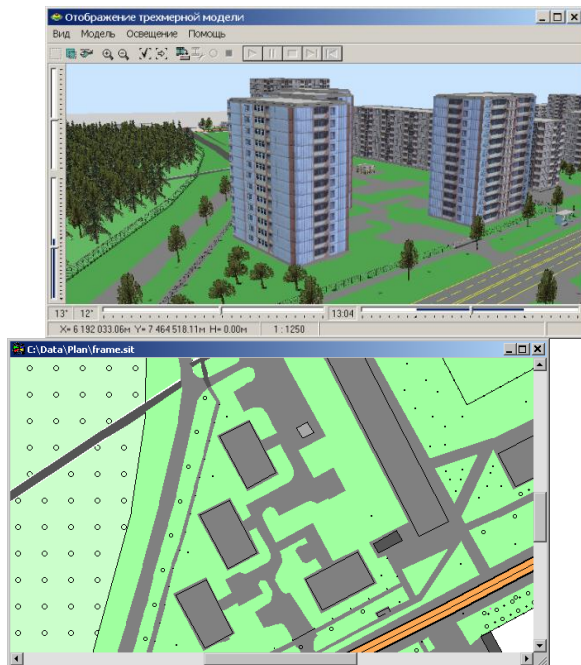 Отображение трехмерной модели
Вид Модель Освещение Помощь
13° 12° 13:04
X= 6 192 033.06м Y= 7 464 518.11м H= 0.00м 1 : 1250
C:\Data\Plan\frame.sit